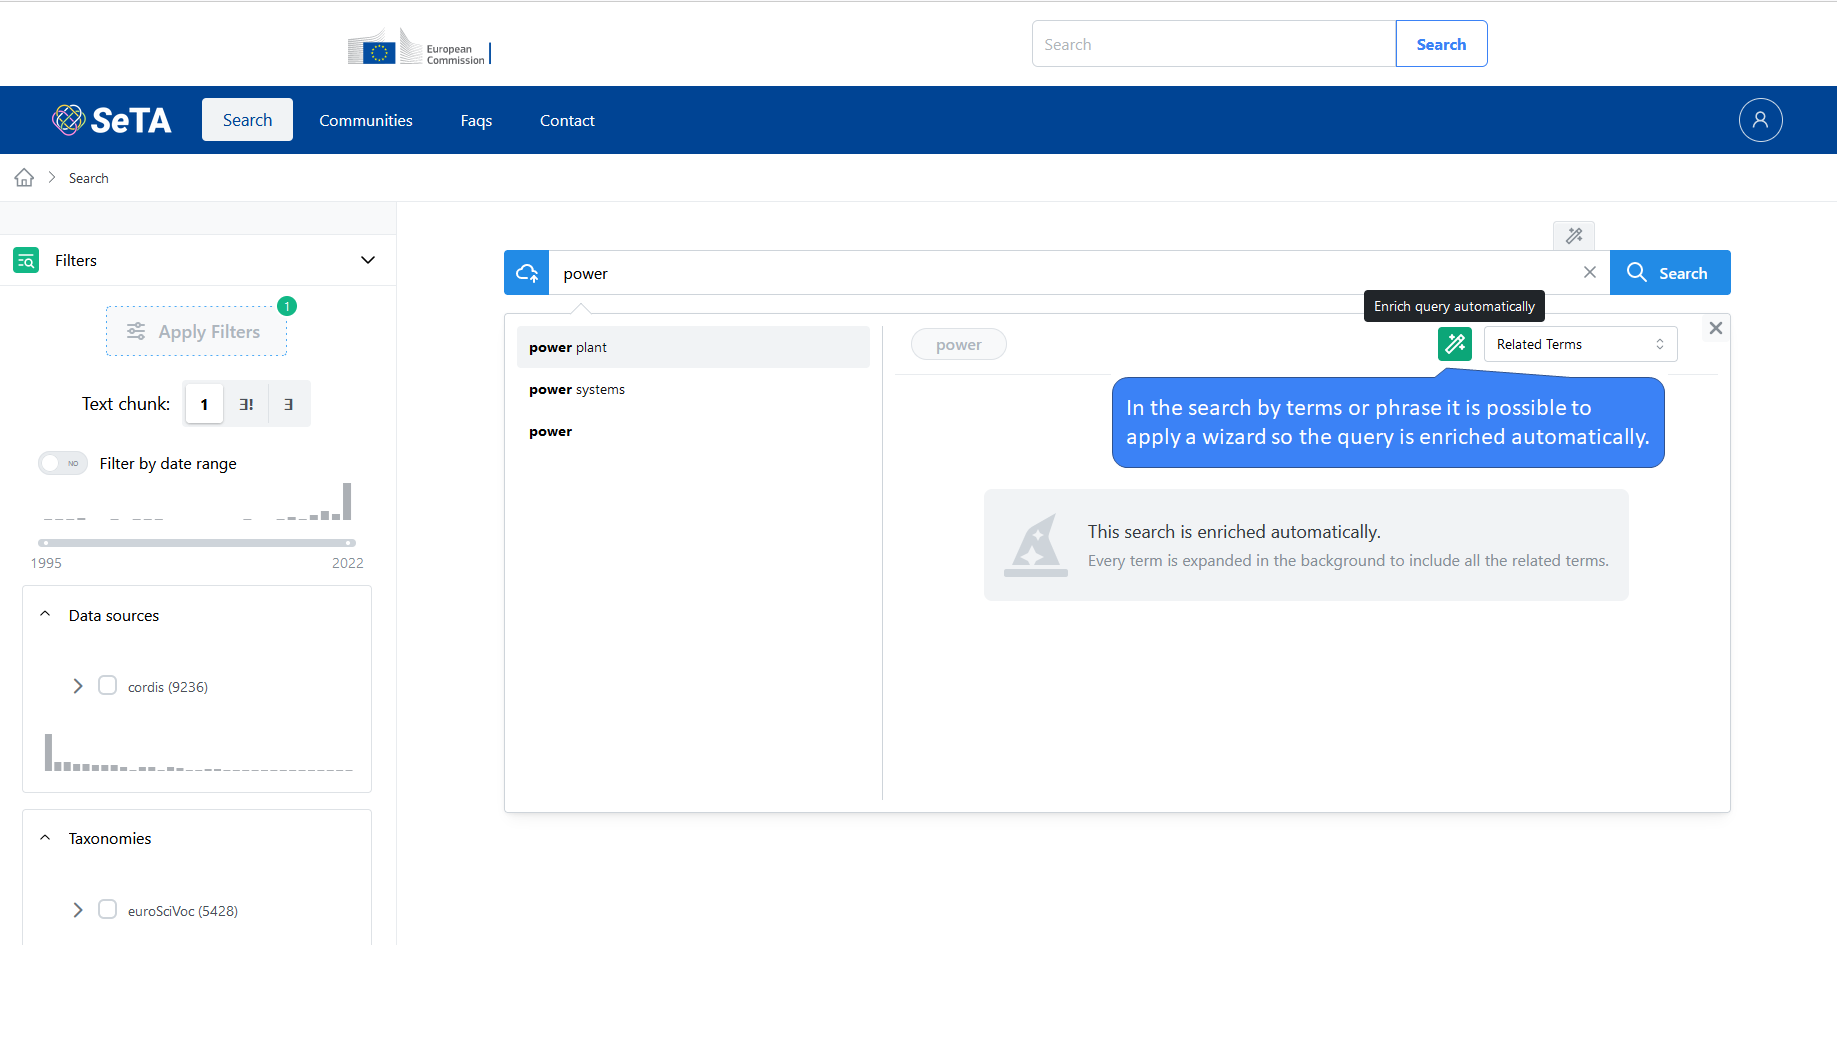 European
Commission
Search
Search
SeTA
Search
Communities
Faqs
Contact
Search
Filters
1
Apply Filters
Text chunk:
1
Ǝ!
Ǝ
NO
Filter by date range
1995
2022
Data sources
cordis (9236)
Taxonomies
euroSciVoc (5428)
power
Search
Enrich query automatically
power plant
power systems
power
power
Related Terms
In the search by terms or phrase it is possible to
apply a wizard so the query is enriched automatically.
This search is enriched automatically.
Every term is expanded in the background to include all the related terms.